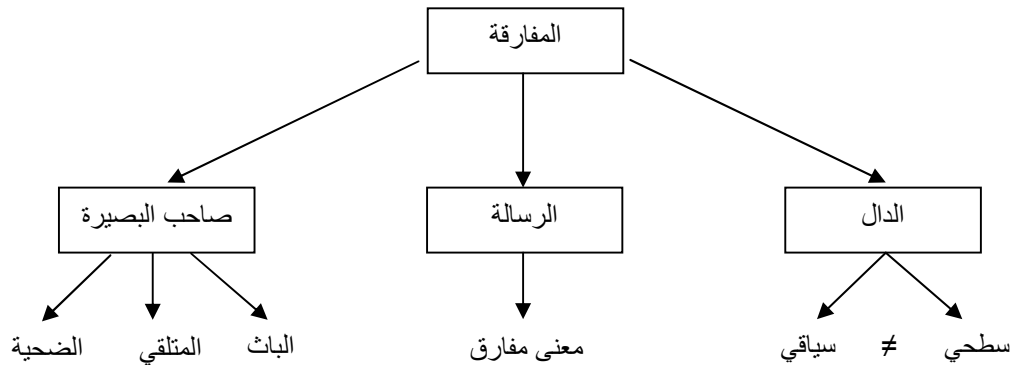 المفارقة
الدال
الرسالة
صاحب البصيرة
سطحي ≠ سياقي
معنى مفارق
الباث
المتلقي
الضحية